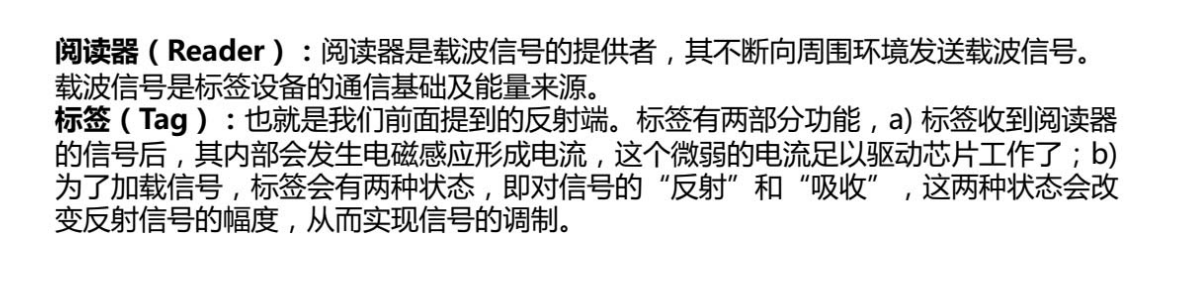 阅读器（Reader）：阅读器是载波信号的提供者，其不断向周围环境发送载波信号。
载波信号是标签设备的通信基础及能量来源。
标签（Tag）：也就是我们前面提到的反射端。标签有两部分功能，a) 标签收到阅读器
的信号后，其内部会发生电磁感应形成电流，这个微弱的电流足以驱动芯片工作了；b)
为了加载信号，标签会有两种状态，即对信号的“反射”和“吸收”，这两种状态会改
变反射信号的幅度，从而实现信号的调制。